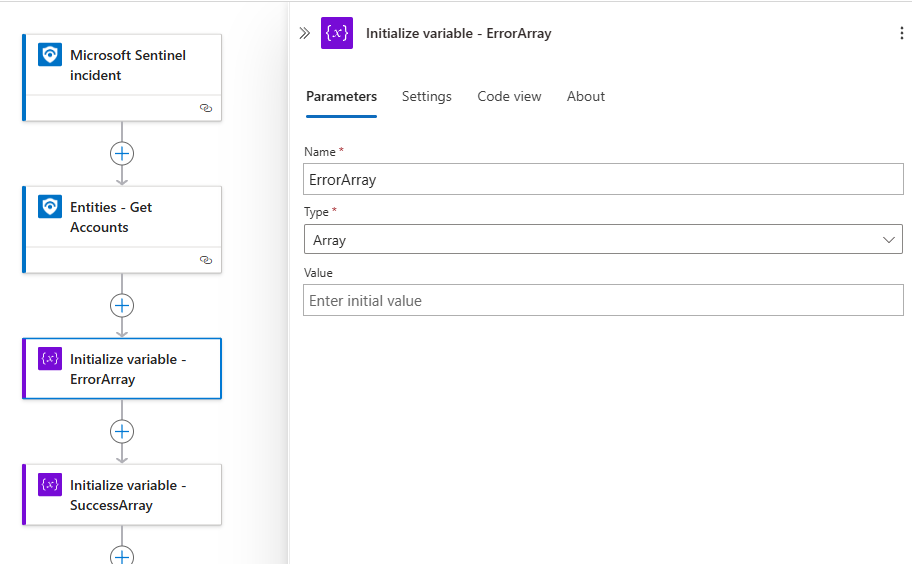 Microsoft Sentinel
incident
Entities - Get
Accounts
{x} Initialize variable -
ErrorArray
{x} Initialize variable -
SuccessArray
{x} Initialize variable - ErrorArray
Parameters Settings Code view About
Name *
ErrorArray
Type *
Array
Value
Enter initial value